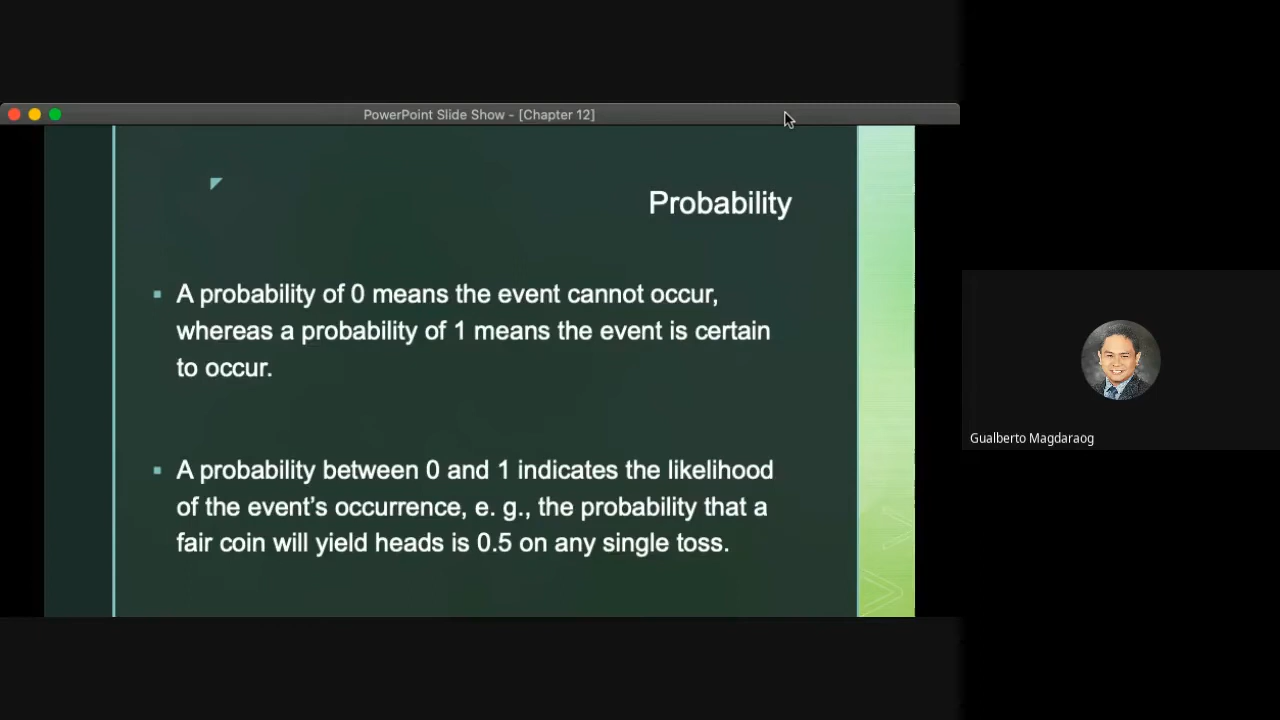 PowerPoint Slide Show - [Chapter 12]
Probability
A probability of 0 means the event cannot occur,
whereas a probability of 1 means the event is certain
to occur.
A probability between 0 and 1 indicates the likelihood
of the event’s occurrence, e. g., the probability that a
fair coin will yield heads is 0.5 on any single toss.
Gualberto Magdaraog